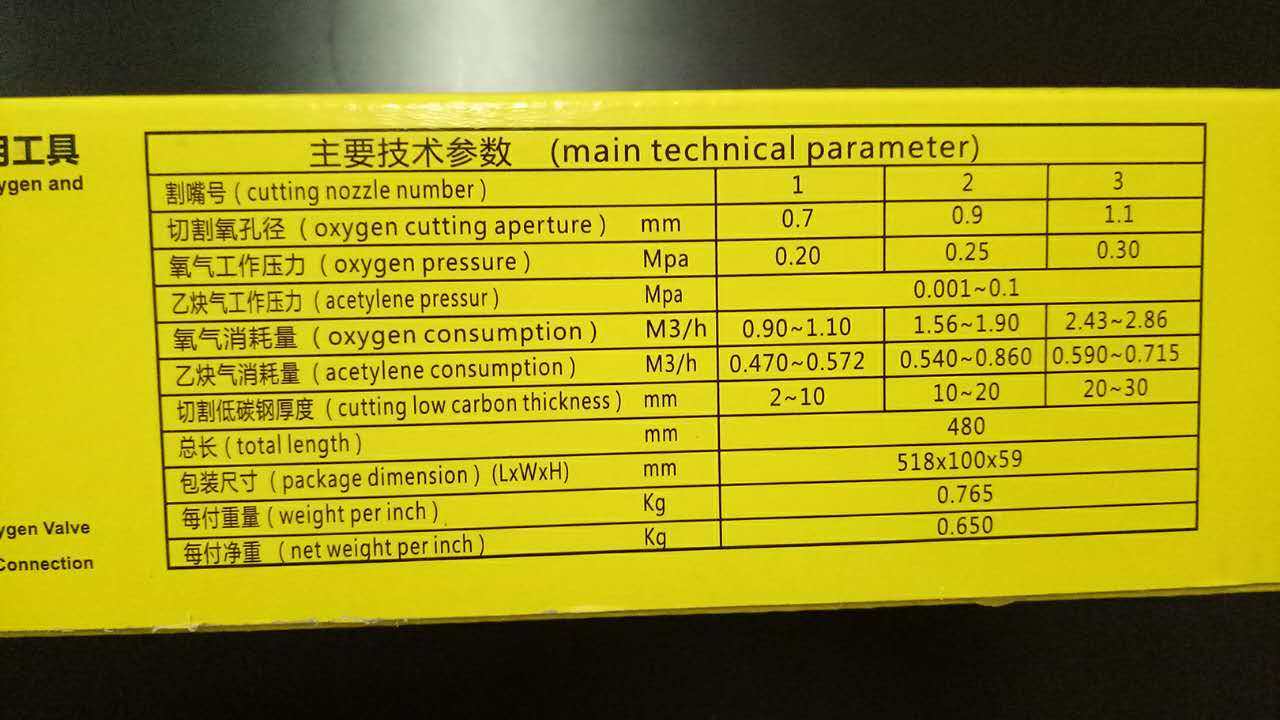 用工具
ygen and
主要技术参数 (main technical parameter)
割嘴号 ( cutting nozzle number ) 1 2 3
切割氧孔径 ( oxygen cutting aperture ) mm 0.7 0.9 1.1
氧气工作压力 ( oxygen pressure ) Mpa 0.20 0.25 0.30
乙炔气工作压力 ( acetylene pressur ) Mpa 0.001~0.1
氧气消耗量 ( oxygen consumption ) M3/h 0.90~1.10 1.56~1.90 2.43~2.86
乙炔气消耗量 ( acetylene consumption ) M3/h 0.470~0.572 0.540~0.860 0.590~0.715
切割低碳钢厚度 ( cutting low carbon thickness ) mm 2~10 10~20 20~30
总长 ( total length ) mm 480
包装尺寸 ( package dimension ) (LxWxH) mm 518x100x59
每付重量 ( weight per inch ) Kg 0.765
每付净重 ( net weight per inch ) Kg 0.650
ygen Valve
Connection